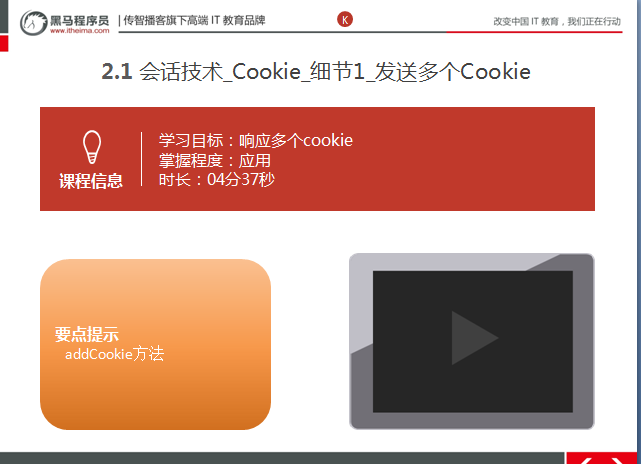 黑马程序员
www.itheima.com
传智播客旗下高端 IT 教育品牌
K
改变中国 IT 教育，我们正在行动
2.1 会话技术_Cookie_细节1_发送多个Cookie
课程信息
学习目标：响应多个cookie
掌握程度：应用
时长：04分37秒
要点提示
addCookie方法